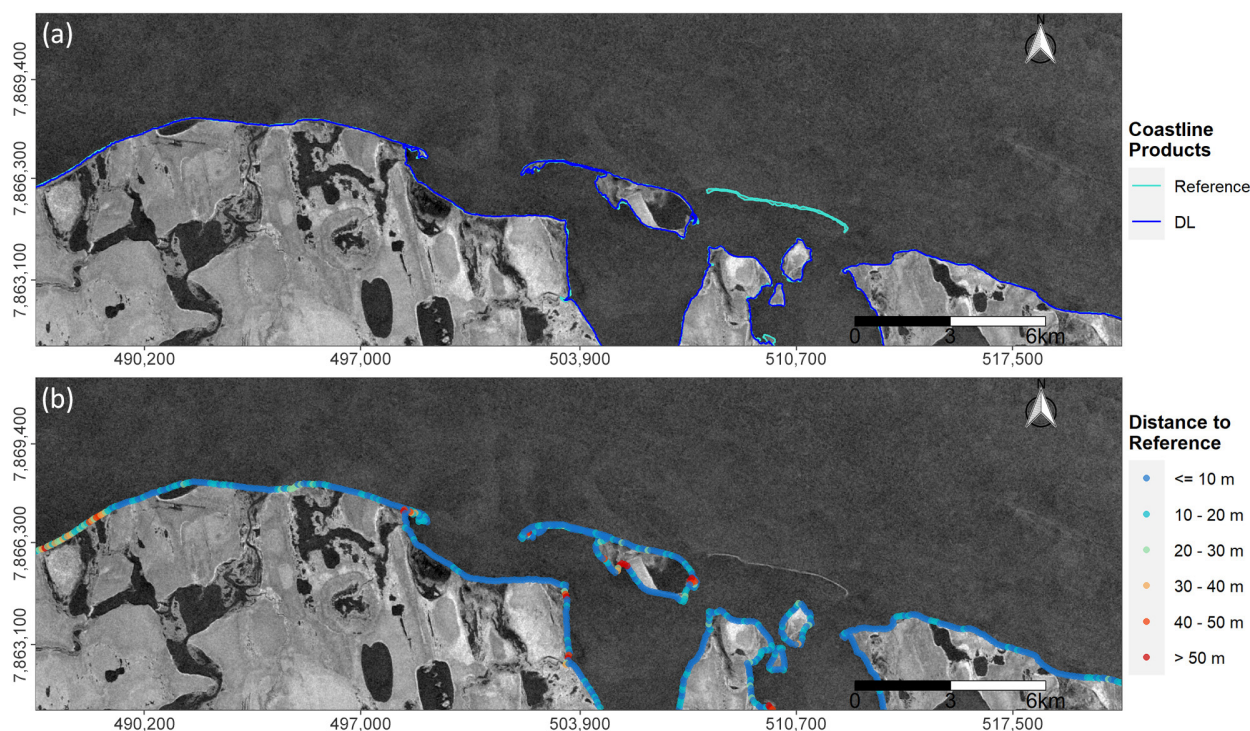 (a)
N
7,869,400
7,866,300
7,863,100
Coastline
Products
Reference
DL
0 3 6km
490,200 497,000 503,900 510,700 517,500
(b)
N
7,869,400
7,866,300
7,863,100
Distance to
Reference
<= 10 m
10 - 20 m
20 - 30 m
30 - 40 m
40 - 50 m
> 50 m
0 3 6km
490,200 497,000 503,900 510,700 517,500